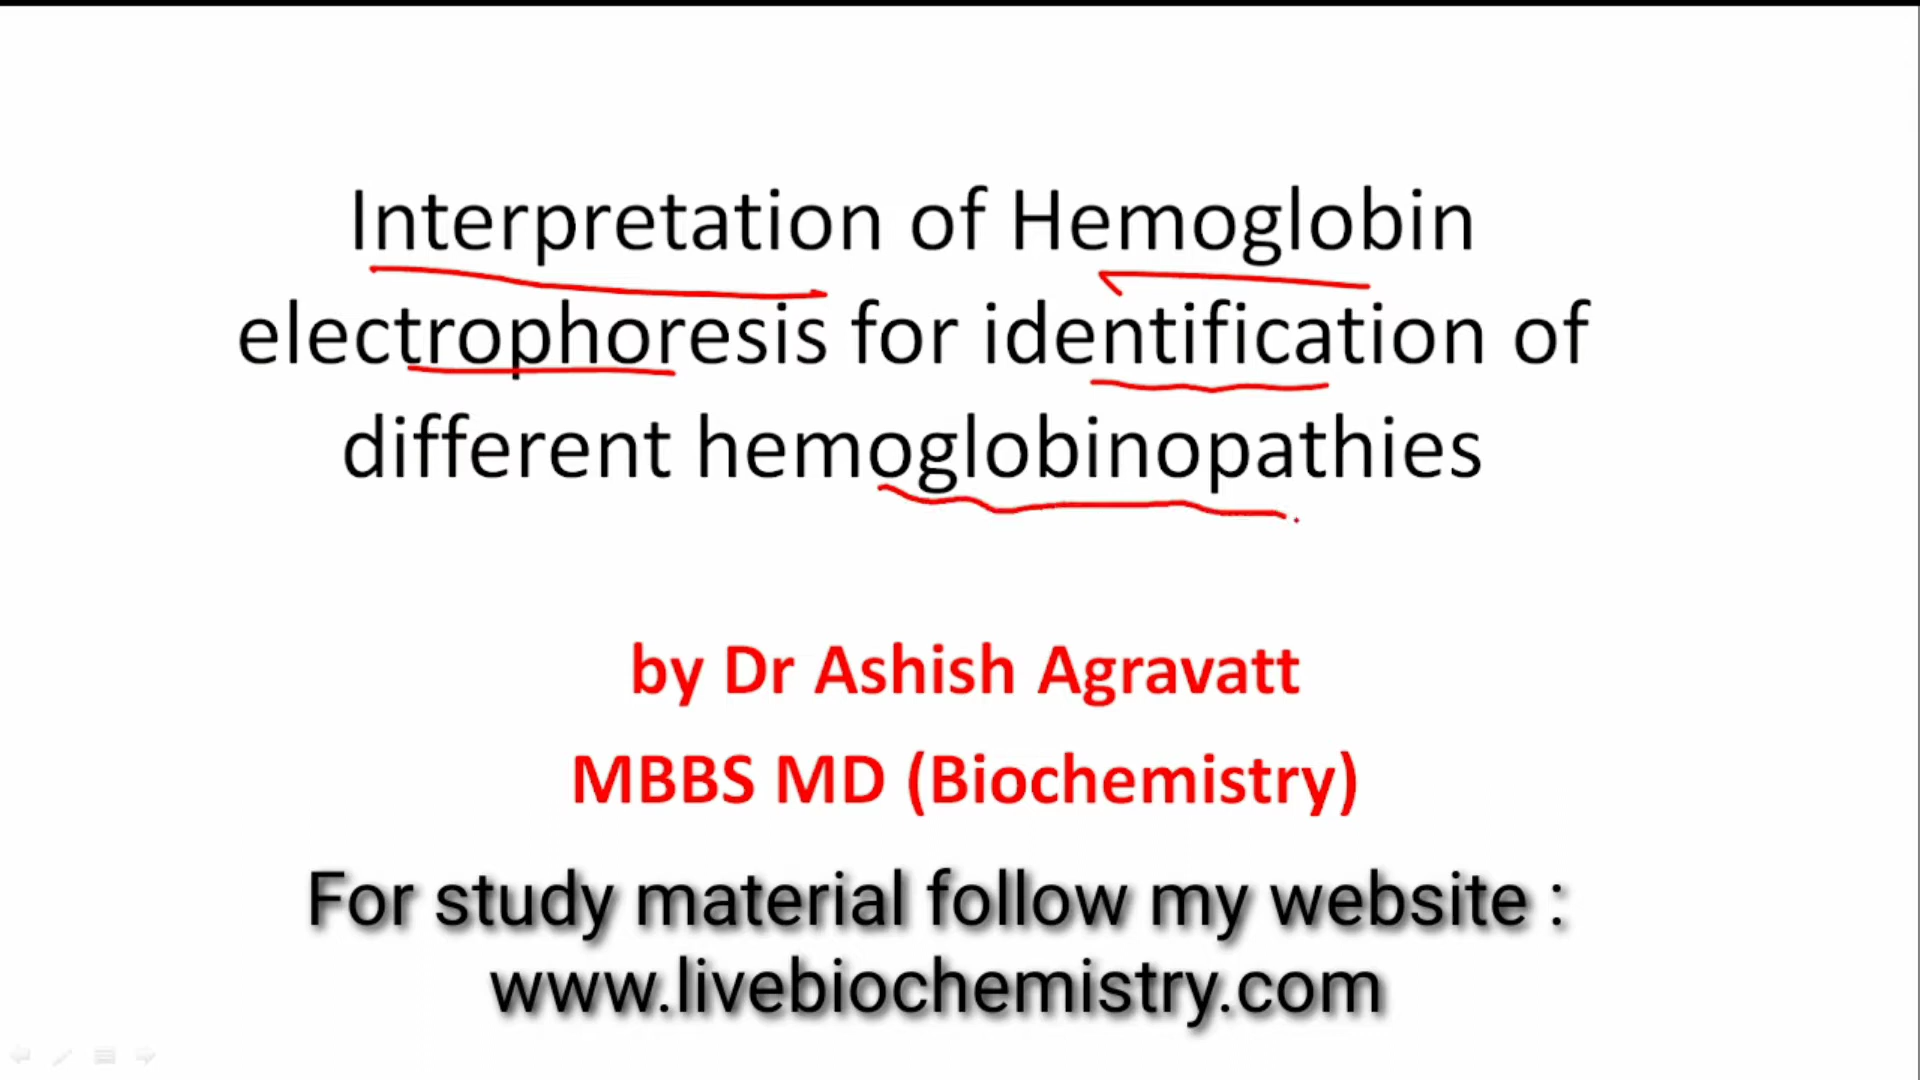 Interpretation of Hemoglobin
electrophoresis for identification of
different hemoglobinopathies
by Dr Ashish Agravatt
MBBS MD (Biochemistry)
For study material follow my website :
www.livebiochemistry.com